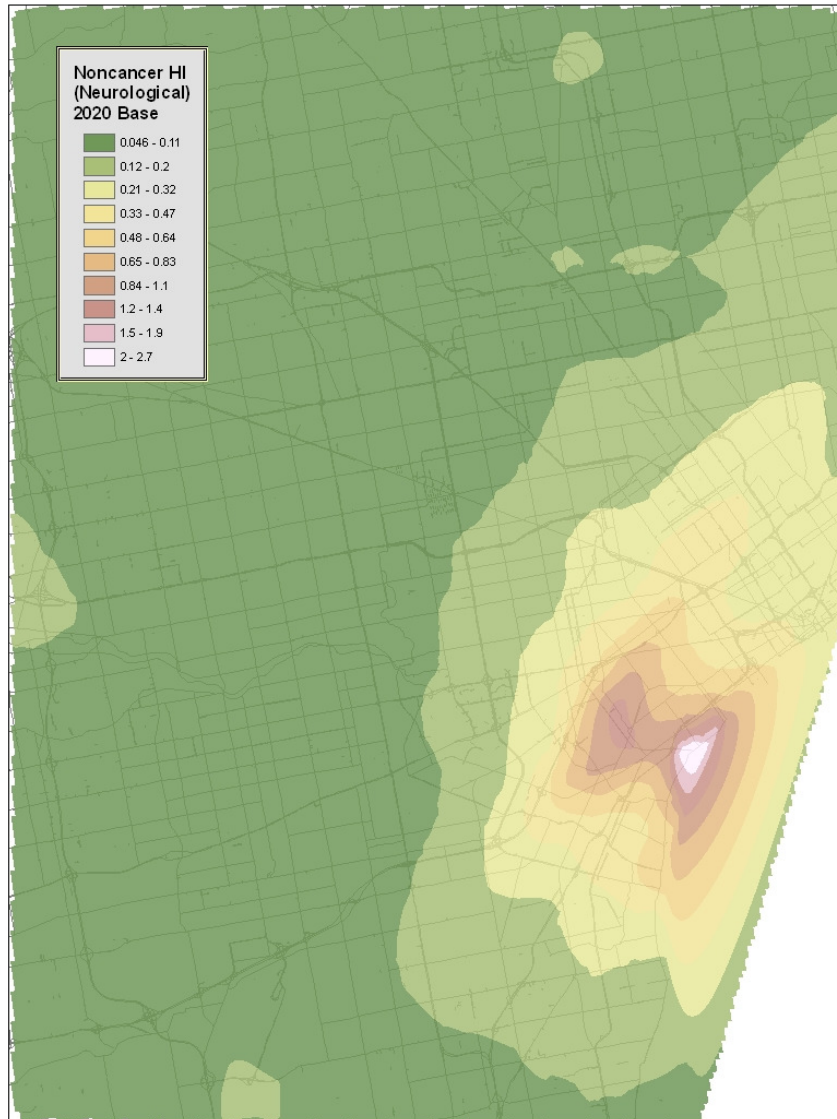 Noncancer HI
(Neurological)
2020 Base
0.046 - 0.11
0.12 - 0.2
0.21 - 0.32
0.33 - 0.47
0.48 - 0.64
0.65 - 0.83
0.84 - 1.1
1.2 - 1.4
1.5 - 1.9
2 - 2.7